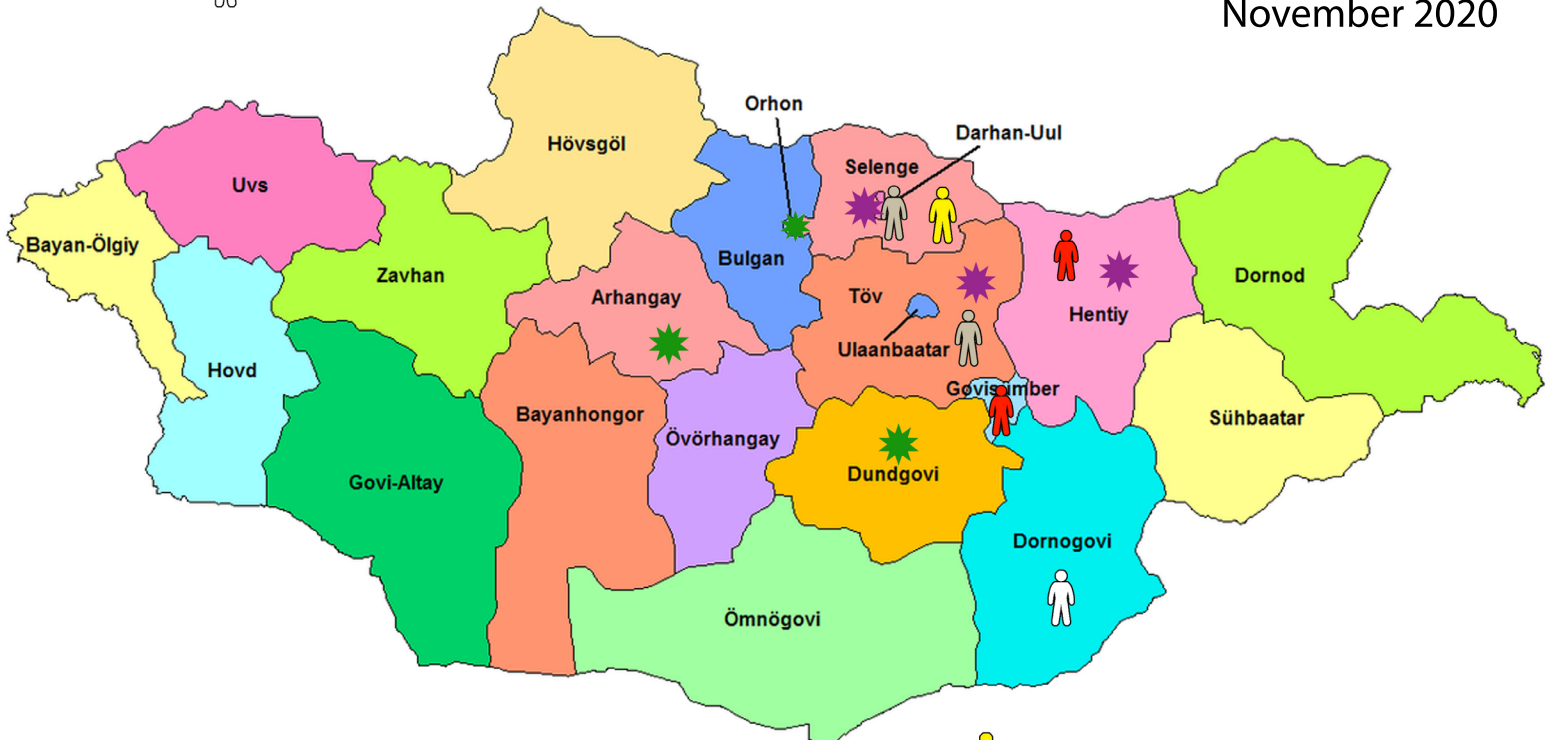 November 2020
Orhon
Darhan-Uul
Hövsgöl
Selenge
Uvs
Bayan-Ölgiy
Zavhan
Bulgan
Dornod
Arhangay
Töv
Hentiy
Ulaanbaatar
Hovd
Govisümber
Bayanhongor
Sühbaatar
Övörhangay
Dundgovi
Govi-Altay
Dornogovi
Ömnögovi